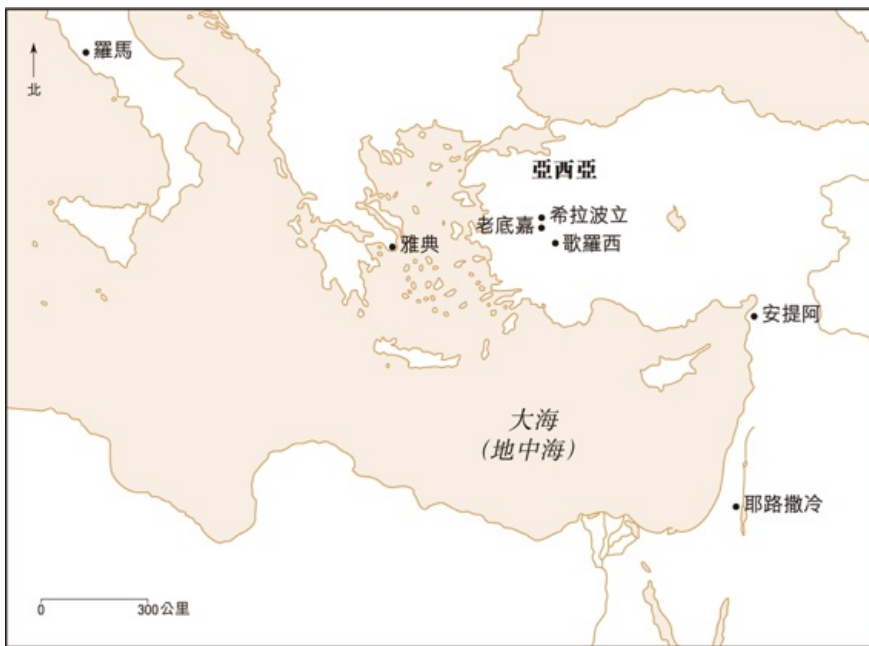 羅馬
北
亞西亞
希拉波立
老底嘉
歌羅西
雅典
安提阿
大海
(地中海)
耶路撒冷
0 300公里